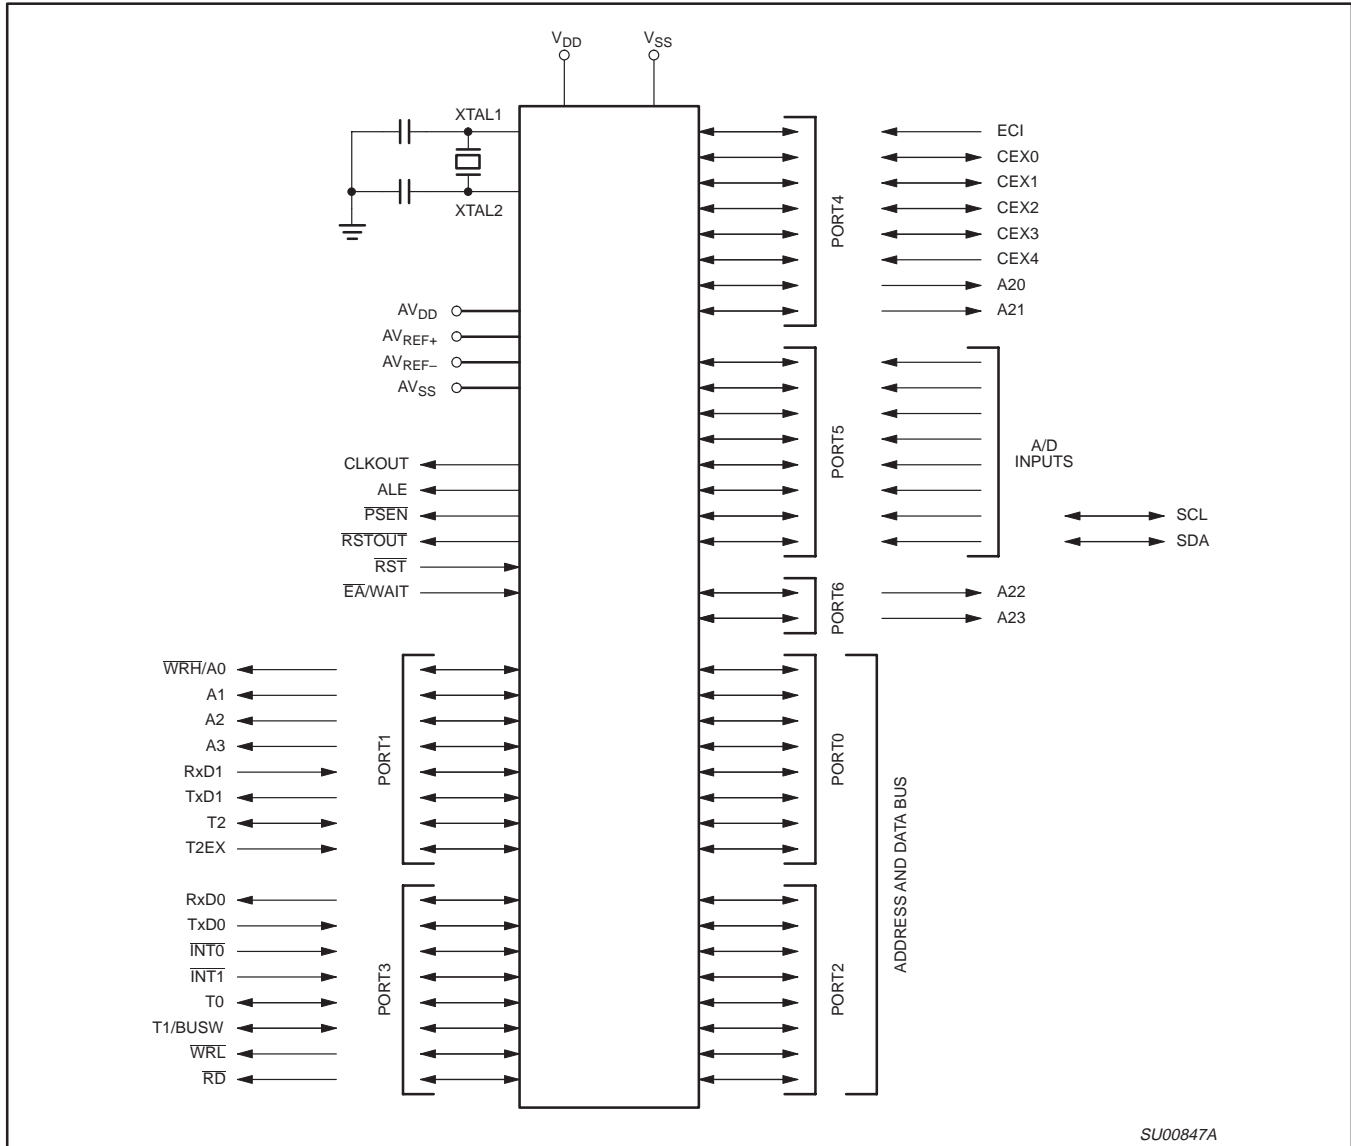 VDD
VSS
XTAL1
XTAL2
AVDD
AVREF+
AVREF–
AVSS
CLKOUT
ALE
PSEN
RSTOUT
RST
EA/WAIT
WRH/A0
A1
A2
A3
RxD1
TxD1
T2
T2EX
PORT1
RxD0
TxD0
INT0
INT1
T0
T1/BUSW
WRL
RD
PORT3
PORT4
ECI
CEX0
CEX1
CEX2
CEX3
CEX4
A20
A21
PORT5
A/D
INPUTS
SCL
SDA
PORT6
A22
A23
PORT0
PORT2
ADDRESS AND DATA BUS
SU00847A